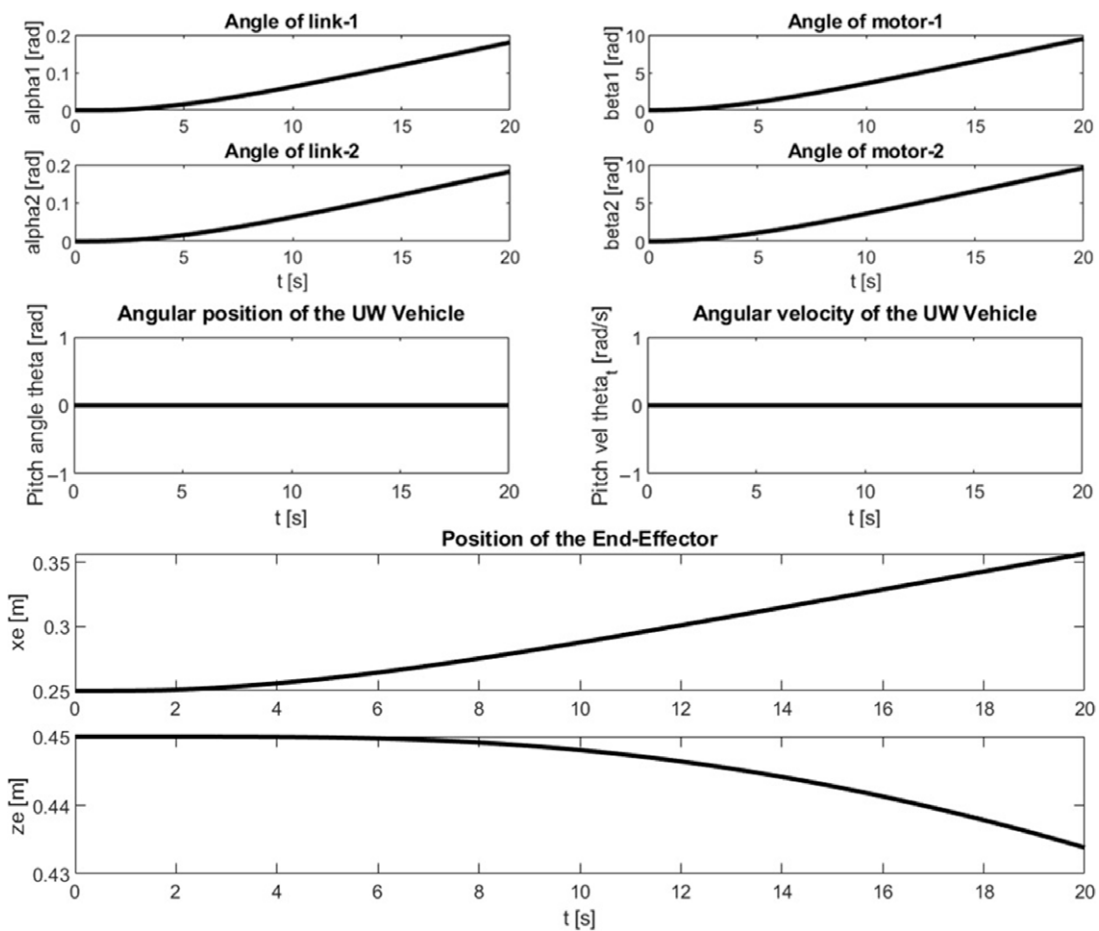 Angle of link-1
alpha1 [rad]
0.2
0.1
0
0 5 10 15 20
Angle of motor-1
beta1 [rad]
10
5
0
0 5 10 15 20
Angle of link-2
alpha2 [rad]
0.2
0.1
0
0 5 10 15 20
t [s]
Angle of motor-2
beta2 [rad]
10
5
0
0 5 10 15 20
t [s]
Angular position of the UW Vehicle
Pitch angle theta [rad]
1
0
−1
0 5 10 15 20
t [s]
Angular velocity of the UW Vehicle
Pitch vel theta_t [rad/s]
1
0
−1
0 5 10 15 20
t [s]
Position of the End-Effector
xe [m]
0.35
0.3
0.25
0 2 4 6 8 10 12 14 16 18 20
ze [m]
0.45
0.44
0.43
0 2 4 6 8 10 12 14 16 18 20
t [s]